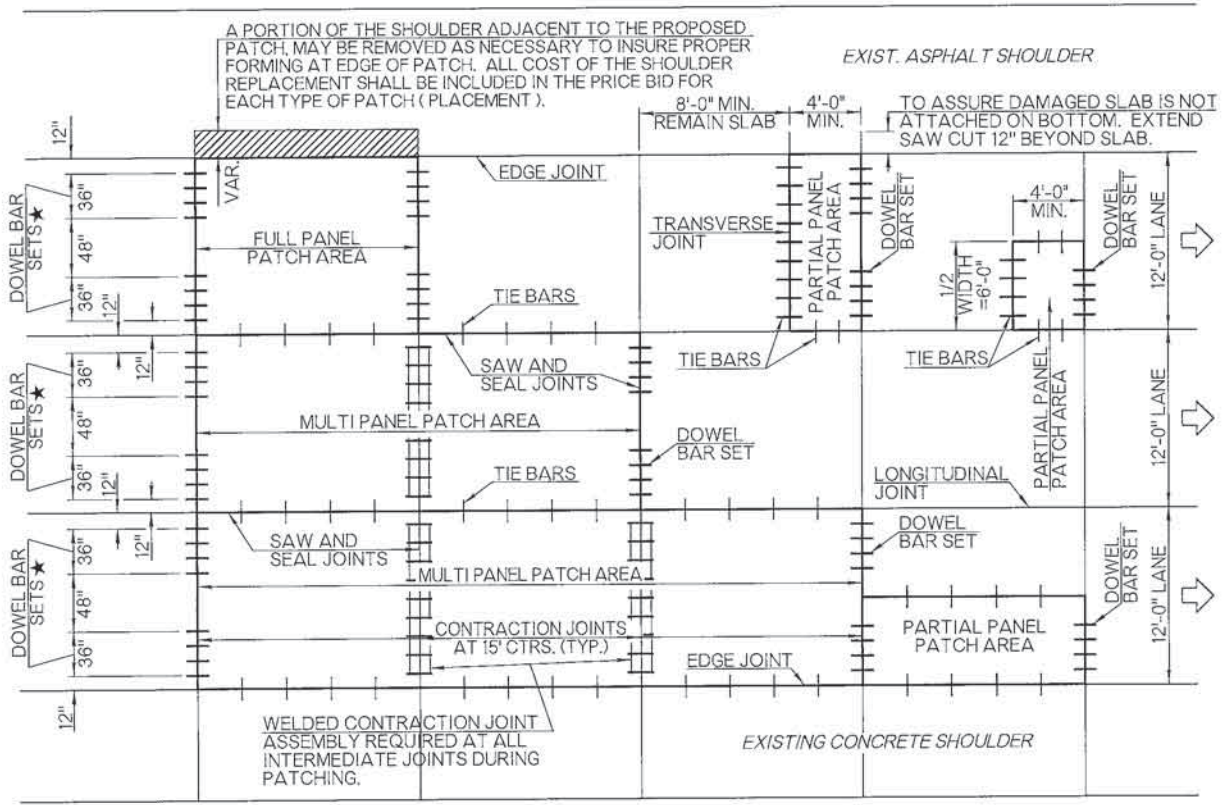 A PORTION OF THE SHOULDER ADJACENT TO THE PROPOSED
PATCH, MAY BE REMOVED AS NECESSARY TO INSURE PROPER
FORMING AT EDGE OF PATCH. ALL COST OF THE SHOULDER
REPLACEMENT SHALL BE INCLUDED IN THE PRICE BID FOR
EACH TYPE OF PATCH ( PLACEMENT ).
EXIST. ASPHALT SHOULDER
8'-0" MIN.
REMAIN SLAB
4'-0"
MIN.
TO ASSURE DAMAGED SLAB IS NOT
ATTACHED ON BOTTOM. EXTEND
SAW CUT 12" BEYOND SLAB.
12"
VAR.
EDGE JOINT
DOWEL BAR
SETS ★
36"
48"
36"
12"
FULL PANEL
PATCH AREA
TRANSVERSE
JOINT
PARTIAL PANEL
PATCH AREA
DOWEL
BAR SET
4'-0"
MIN.
1/2
WIDTH
=6'-0"
DOWEL
BAR SET
12'-0" LANE
TIE BARS
TIE BARS
TIE BARS
PARTIAL PANEL
PATCH AREA
SAW AND
SEAL JOINTS
DOWEL BAR
SETS ★
36"
12"
48"
36"
12"
MULTI PANEL PATCH AREA
DOWEL
BAR SET
12'-0" LANE
TIE BARS
LONGITUDINAL
JOINT
SAW AND
SEAL JOINTS
DOWEL BAR
SETS ★
36"
12"
48"
36"
12"
MULTI PANEL PATCH AREA
DOWEL
BAR SET
DOWEL
BAR SET
12'-0" LANE
CONTRACTION JOINTS
AT 15' CTRS. (TYP.)
PARTIAL PANEL
PATCH AREA
EDGE JOINT
WELDED CONTRACTION JOINT
ASSEMBLY REQUIRED AT ALL
INTERMEDIATE JOINTS DURING
PATCHING.
EXISTING CONCRETE SHOULDER